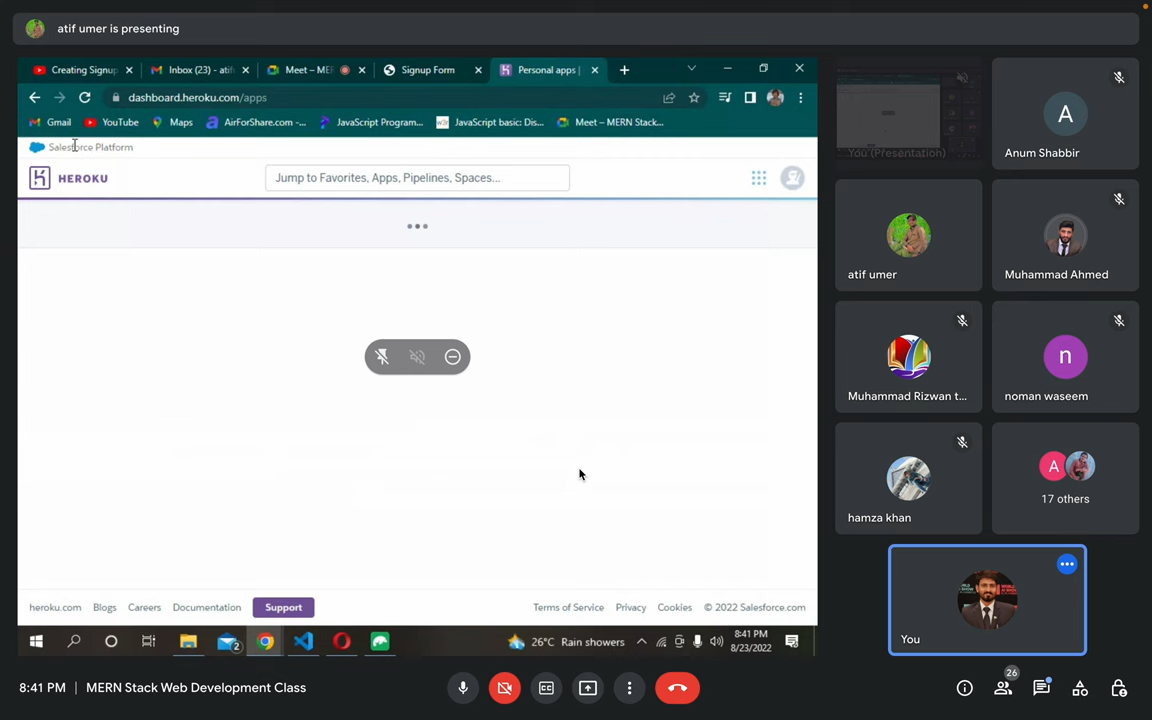 atif umer is presenting
Creating Signup
Inbox (23) - atif
Meet – ME
Signup Form
Personal apps |
dashboard.heroku.com/apps
Gmail
YouTube
Maps
AirForShare.com -...
JavaScript Program...
JavaScript basic: Dis...
Meet – MERN Stack...
Salesforce Platform
HEROKU
Jump to Favorites, Apps, Pipelines, Spaces...
heroku.com
Blogs
Careers
Documentation
Support
Terms of Service
Privacy
Cookies
© 2022 Salesforce.com
2
26°C Rain showers
8:41 PM
8/23/2022
You (Presentation)
A
Anum Shabbir
atif umer
Muhammad Ahmed
Muhammad Rizwan t...
n
noman waseem
hamza khan
A
17 others
You
8:41 PM | MERN Stack Web Development Class
26